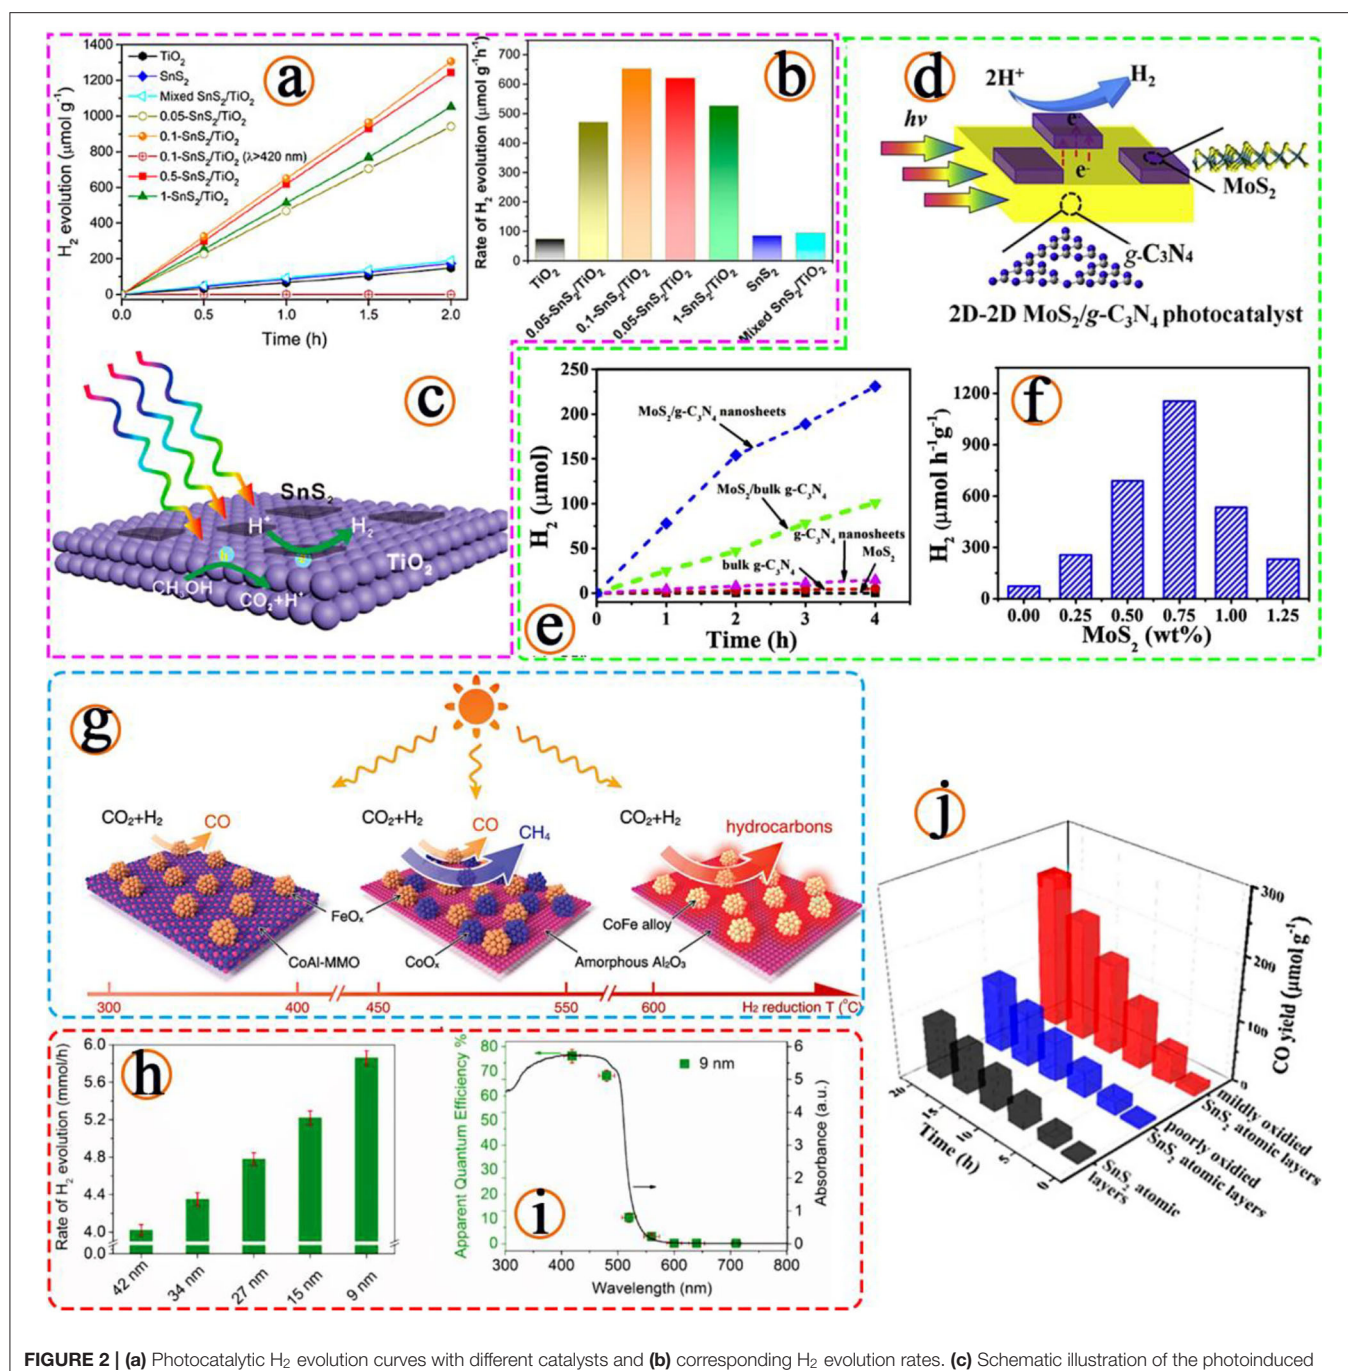 a
H₂ evolution (μmol g⁻¹)
1400
1200
1000
800
600
400
200
0
TiO₂
SnS₂
Mixed SnS₂/TiO₂
0.05-SnS₂/TiO₂
0.1-SnS₂/TiO₂
0.1-SnS₂/TiO₂ (λ>420 nm)
0.5-SnS₂/TiO₂
1-SnS₂/TiO₂
0.0 0.5 1.0 1.5 2.0
Time (h)
b
Rate of H₂ evolution (μmol g⁻¹h⁻¹)
700
600
500
400
300
200
100
0
TiO₂
0.05-SnS₂/TiO₂
0.1-SnS₂/TiO₂
0.05-SnS₂/TiO₂
1-SnS₂/TiO₂
SnS₂
Mixed SnS₂/TiO₂
c
SnS₂
H⁺
H₂
h
TiO₂
CH₃OH
CO₂+H⁺
d
2H⁺
H₂
hν
e⁻
e⁻
MoS₂
g-C₃N₄
2D-2D MoS₂/g-C₃N₄ photocatalyst
e
H₂ (μmol)
250
200
150
100
50
0
MoS₂/g-C₃N₄ nanosheets
MoS₂/bulk g-C₃N₄
g-C₃N₄ nanosheets
MoS₂
bulk g-C₃N₄
0 1 2 3 4
Time (h)
f
H₂ (μmol h⁻¹g⁻¹)
1200
900
600
300
0
0.00 0.25 0.50 0.75 1.00 1.25
MoS₂ (wt%)
g
CO₂+H₂
CO
CO₂+H₂
CO
CH₄
CO₂+H₂
hydrocarbons
FeOₓ
CoAl-MMO
CoOₓ
CoFe alloy
Amorphous Al₂O₃
300 400 450 550 600 H₂ reduction T (°C)
h
Rate of H₂ evolution (mmol/h)
6.0
5.6
5.2
4.8
4.4
4.0
0.0
42 nm
34 nm
27 nm
15 nm
9 nm
i
Apparent Quantum Efficiency %
80
70
60
50
40
30
20
10
0
9 nm
6
5
4
3
2
1
0
Absorbance (a.u.)
300 400 500 600 700 800
Wavelength (nm)
j
300
200
100
0
CO yield (μmol g⁻¹)
20
15
10
5
0
Time (h)
mildly oxidied
SnS₂ atomic layers
poorly oxidied
SnS₂ atomic layers
SnS₂ atomic
layers
FIGURE 2 | (a) Photocatalytic H₂ evolution curves with different catalysts and (b) corresponding H₂ evolution rates. (c) Schematic illustration of the photoinduced